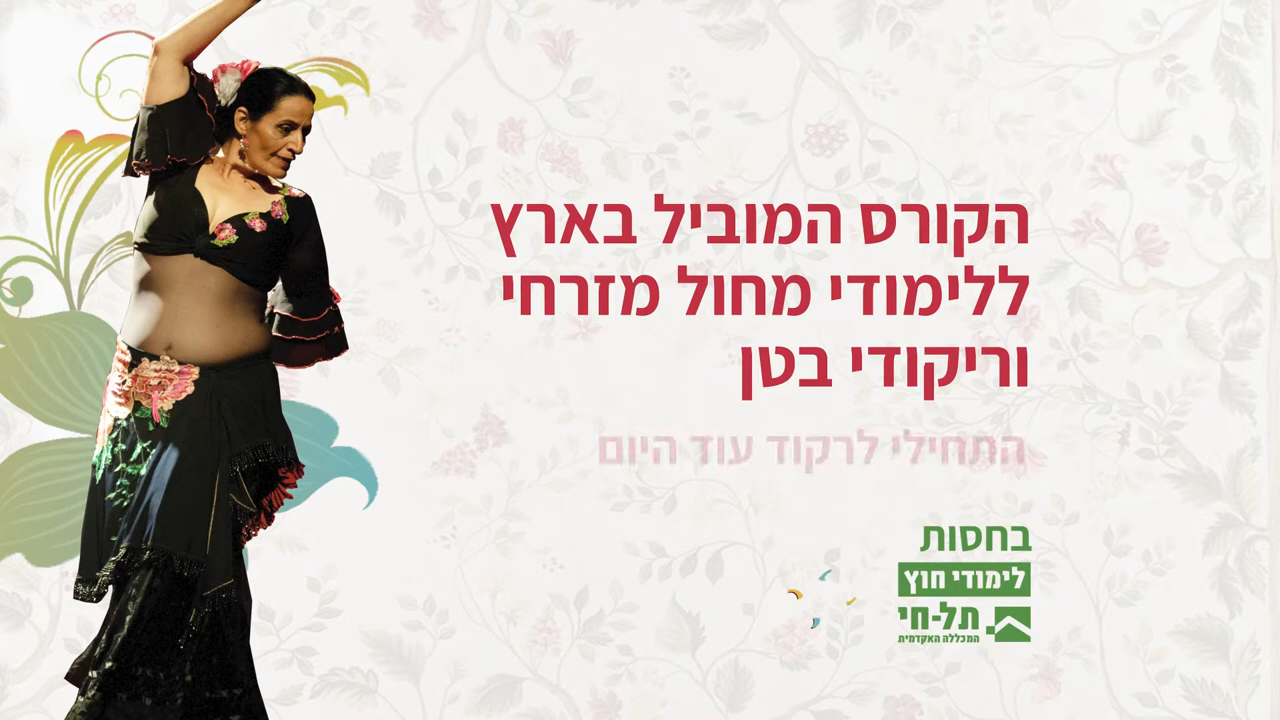 הקורס המוביל בארץ
ללימודי מחול מזרחי
וריקודי בטן
התחילי לרקוד עוד היום
בחסות
לימודי חוץ
תל-חי
המכללה האקדמית